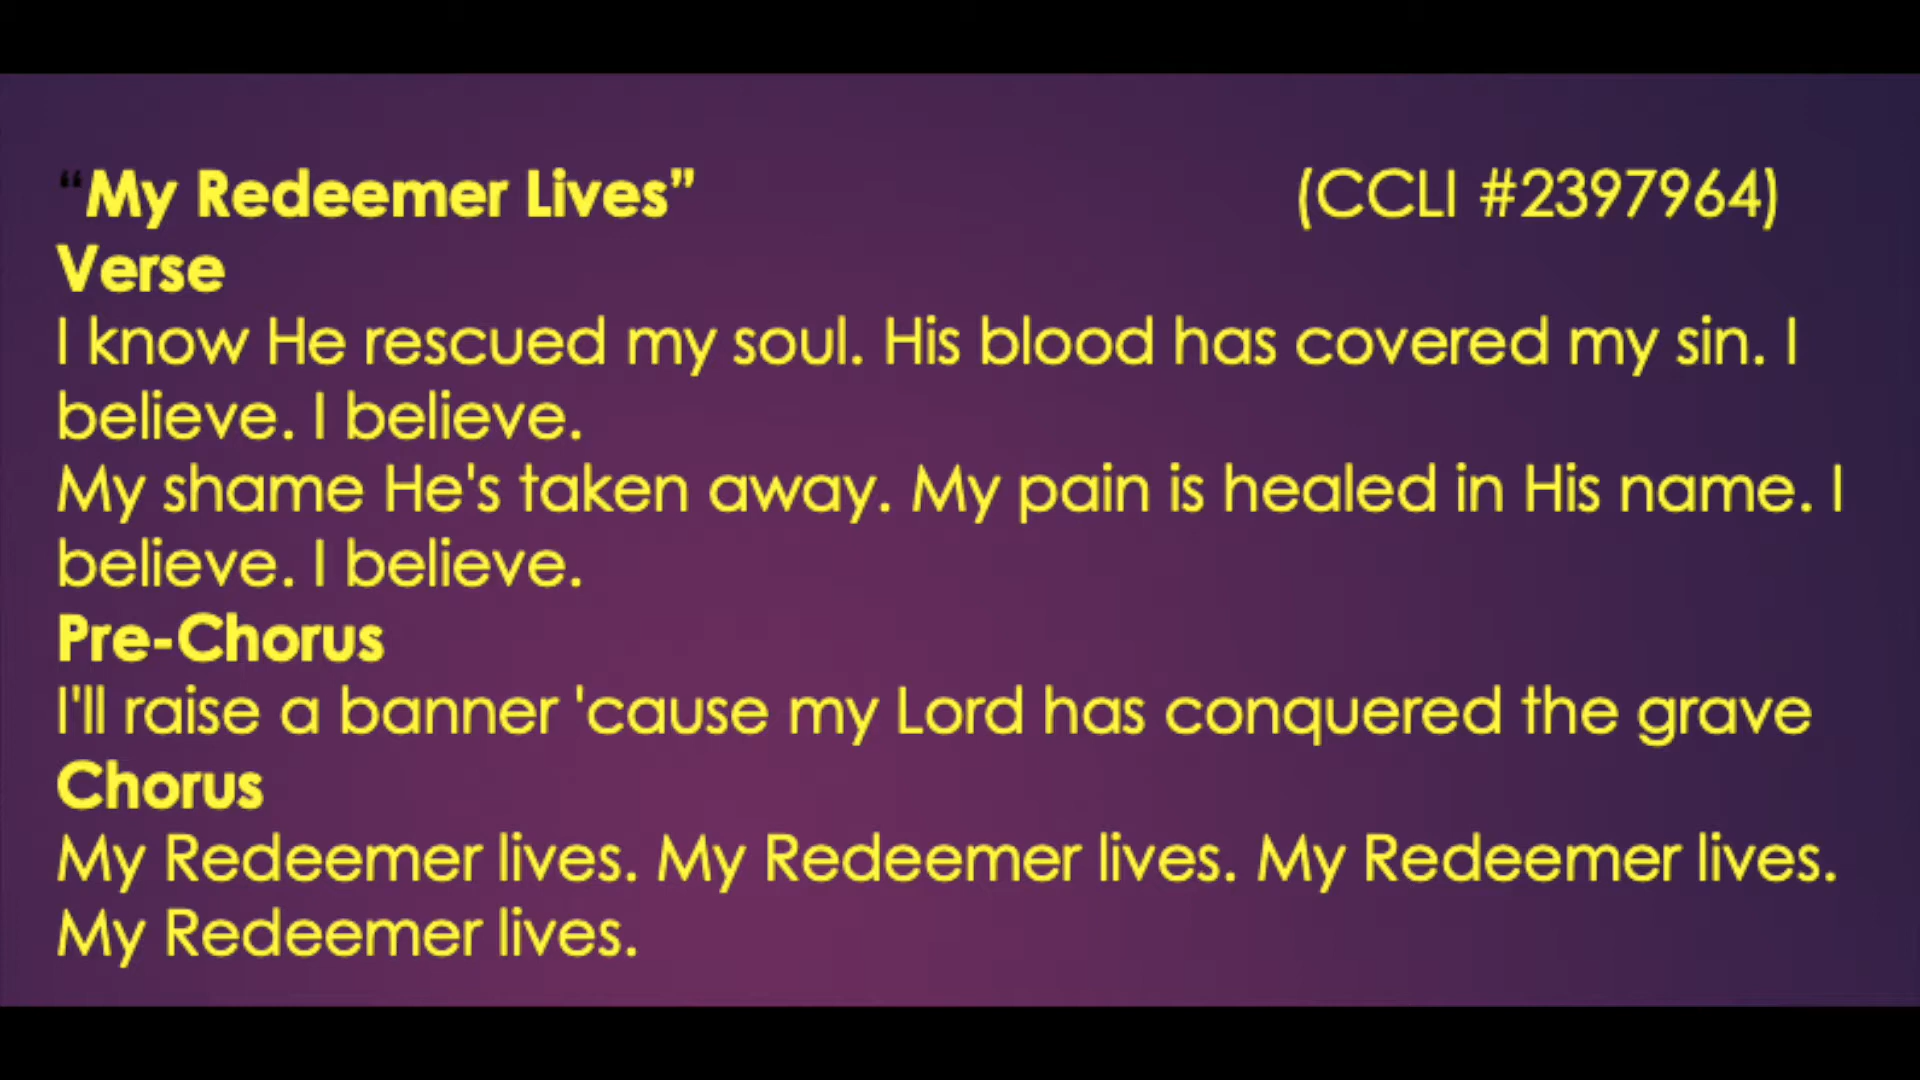 “My Redeemer Lives” (CCLI #2397964)
Verse
I know He rescued my soul. His blood has covered my sin. I
believe. I believe.
My shame He's taken away. My pain is healed in His name. I
believe. I believe.
Pre-Chorus
I'll raise a banner 'cause my Lord has conquered the grave
Chorus
My Redeemer lives. My Redeemer lives. My Redeemer lives.
My Redeemer lives.